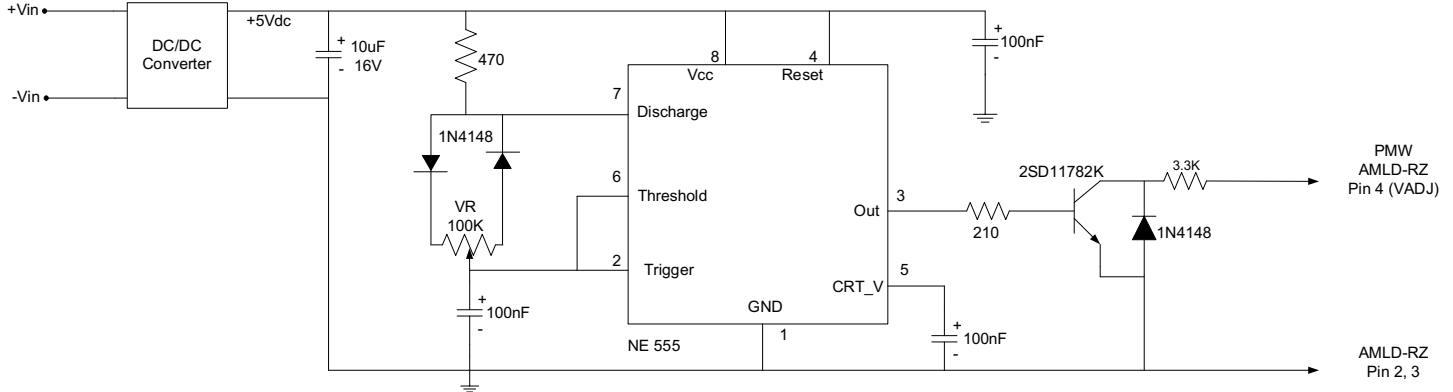 +Vin
-Vin
DC/DC
Converter
+5Vdc
+
10uF
-
16V
470
1N4148
VR
100K
+
100nF
-
7
Discharge
6
Threshold
2
Trigger
8
Vcc
4
Reset
3
Out
5
CRT_V
GND
1
NE 555
+
100nF
-
+
100nF
-
210
2SD11782K
3.3K
1N4148
PMW
AMLD-RZ
Pin 4 (VADJ)
AMLD-RZ
Pin 2, 3